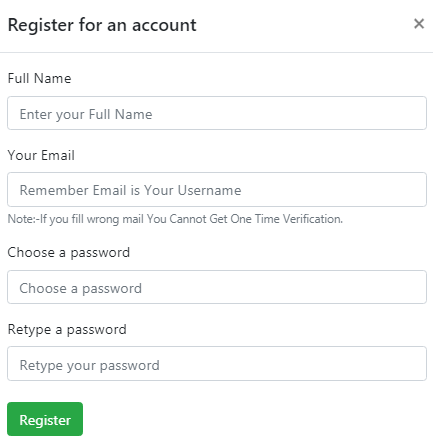 Register for an account ×
Full Name
Enter your Full Name
Your Email
Remember Email is Your Username
Note:-If you fill wrong mail You Cannot Get One Time Verification.
Choose a password
Choose a password
Retype a password
Retype your password
Register